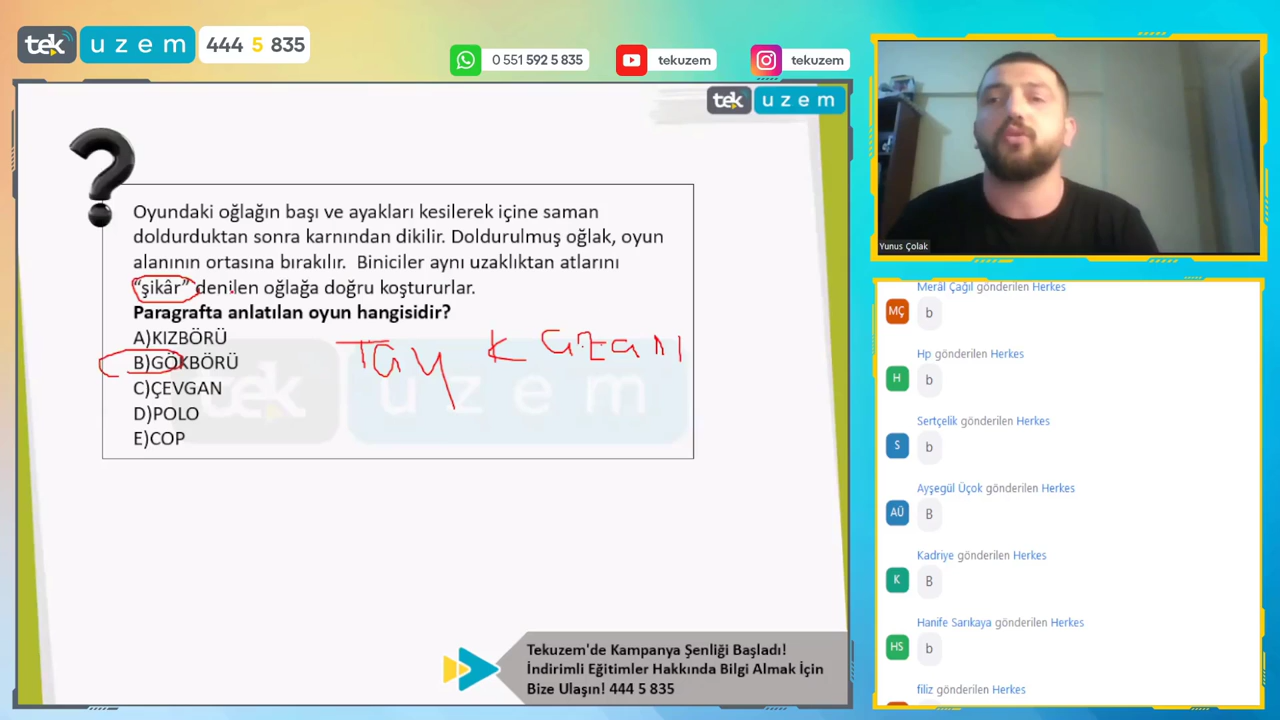 tek uzem 444 5 835
0 551 592 5 835
tekuzem
tekuzem
tek uzem
Oyundaki oğlağın başı ve ayakları kesilerek içine saman
doldurduktan sonra karnından dikilir. Doldurulmuş oğlak, oyun
alanının ortasına bırakılır. Biniciler aynı uzaklıktan atlarını
“şikâr” denilen oğlağa doğru koştururlar.
Paragrafta anlatılan oyun hangisidir?
A)KIZBÖRÜ
B)GÖKBÖRÜ
C)ÇEVGAN
D)POLO
E)COP
Tay Kazanı
tek uzem
Tekuzem'de Kampanya Şenliği Başladı!
İndirimli Eğitimler Hakkında Bilgi Almak İçin
Bize Ulaşın! 444 5 835
Yunus Çolak
Merâl Çağıl gönderilen Herkes
MÇ
b
Hp gönderilen Herkes
H
b
Sertçelik gönderilen Herkes
S
b
Ayşegül Üçok gönderilen Herkes
AÜ
B
Kadriye gönderilen Herkes
K
B
Hanife Sarıkaya gönderilen Herkes
HS
b
filiz gönderilen Herkes